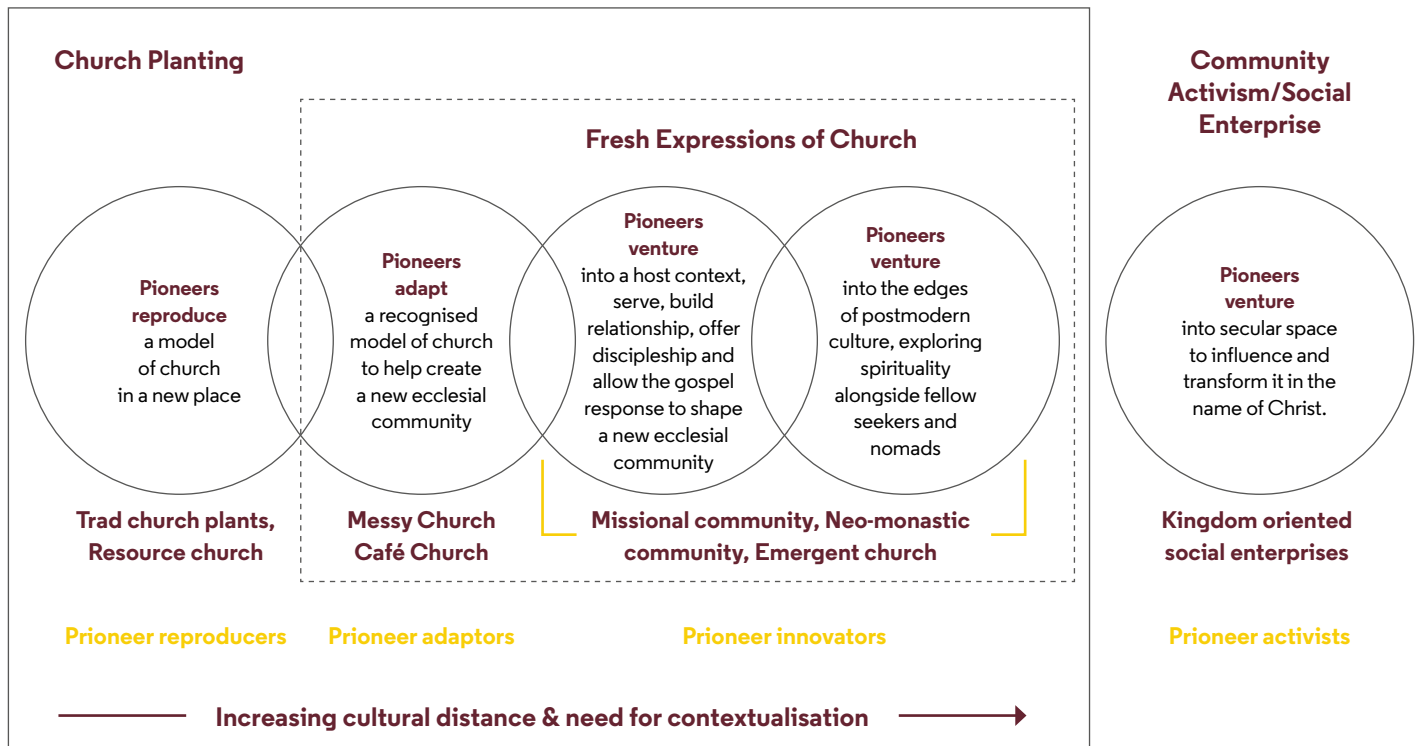 Church Planting
Community
Activism/Social
Enterprise
Fresh Expressions of Church
Pioneers
reproduce
a model
of church
in a new place
Pioneers
adapt
a recognised
model of church
to help create
a new ecclesial
community
Pioneers
venture
into a host context,
serve, build
relationship, offer
discipleship and
allow the gospel
response to shape
a new ecclesial
community
Pioneers
venture
into the edges
of postmodern
culture, exploring
spirituality
alongside fellow
seekers and
nomads
Pioneers
venture
into secular space
to influence and
transform it in the
name of Christ.
Trad church plants,
Resource church
Messy Church
Café Church
Missional community, Neo-monastic
community, Emergent church
Kingdom oriented
social enterprises
Prioneer reproducers
Prioneer adaptors
Prioneer innovators
Prioneer activists
Increasing cultural distance & need for contextualisation